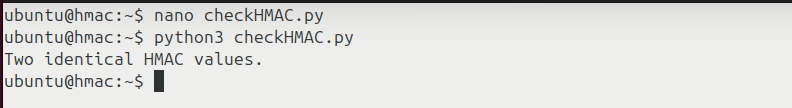 ubuntu@hmac:~$ nano checkHMAC.py
ubuntu@hmac:~$ python3 checkHMAC.py
Two identical HMAC values.
ubuntu@hmac:~$